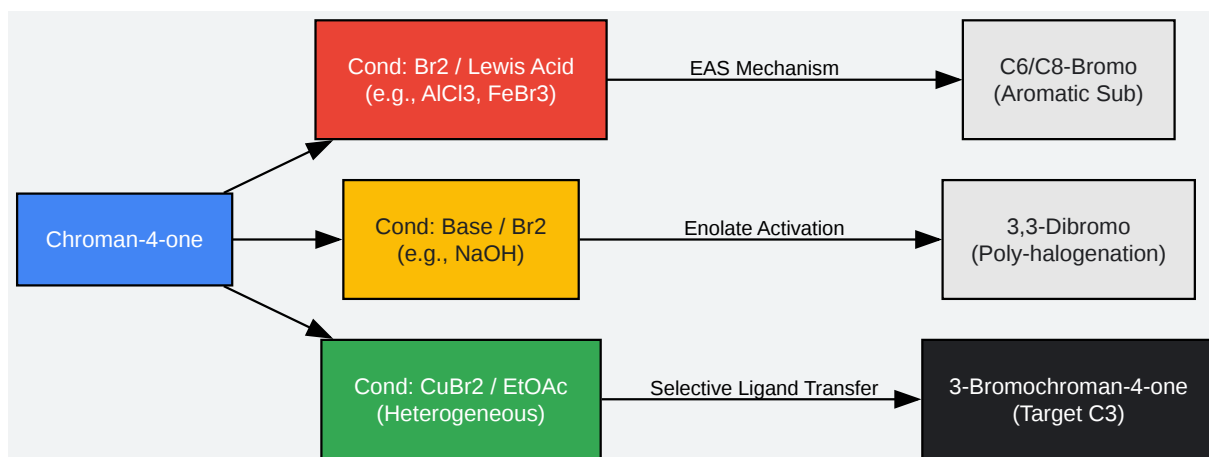 Cond: Br2 / Lewis Acid
(e.g., AlCl3, FeBr3)
EAS Mechanism
C6/C8-Bromo
(Aromatic Sub)
Chroman-4-one
Cond: Base / Br2
(e.g., NaOH)
Enolate Activation
3,3-Dibromo
(Poly-halogenation)
Cond: CuBr2 / EtOAc
(Heterogeneous)
Selective Ligand Transfer
3-Bromochroman-4-one
(Target C3)